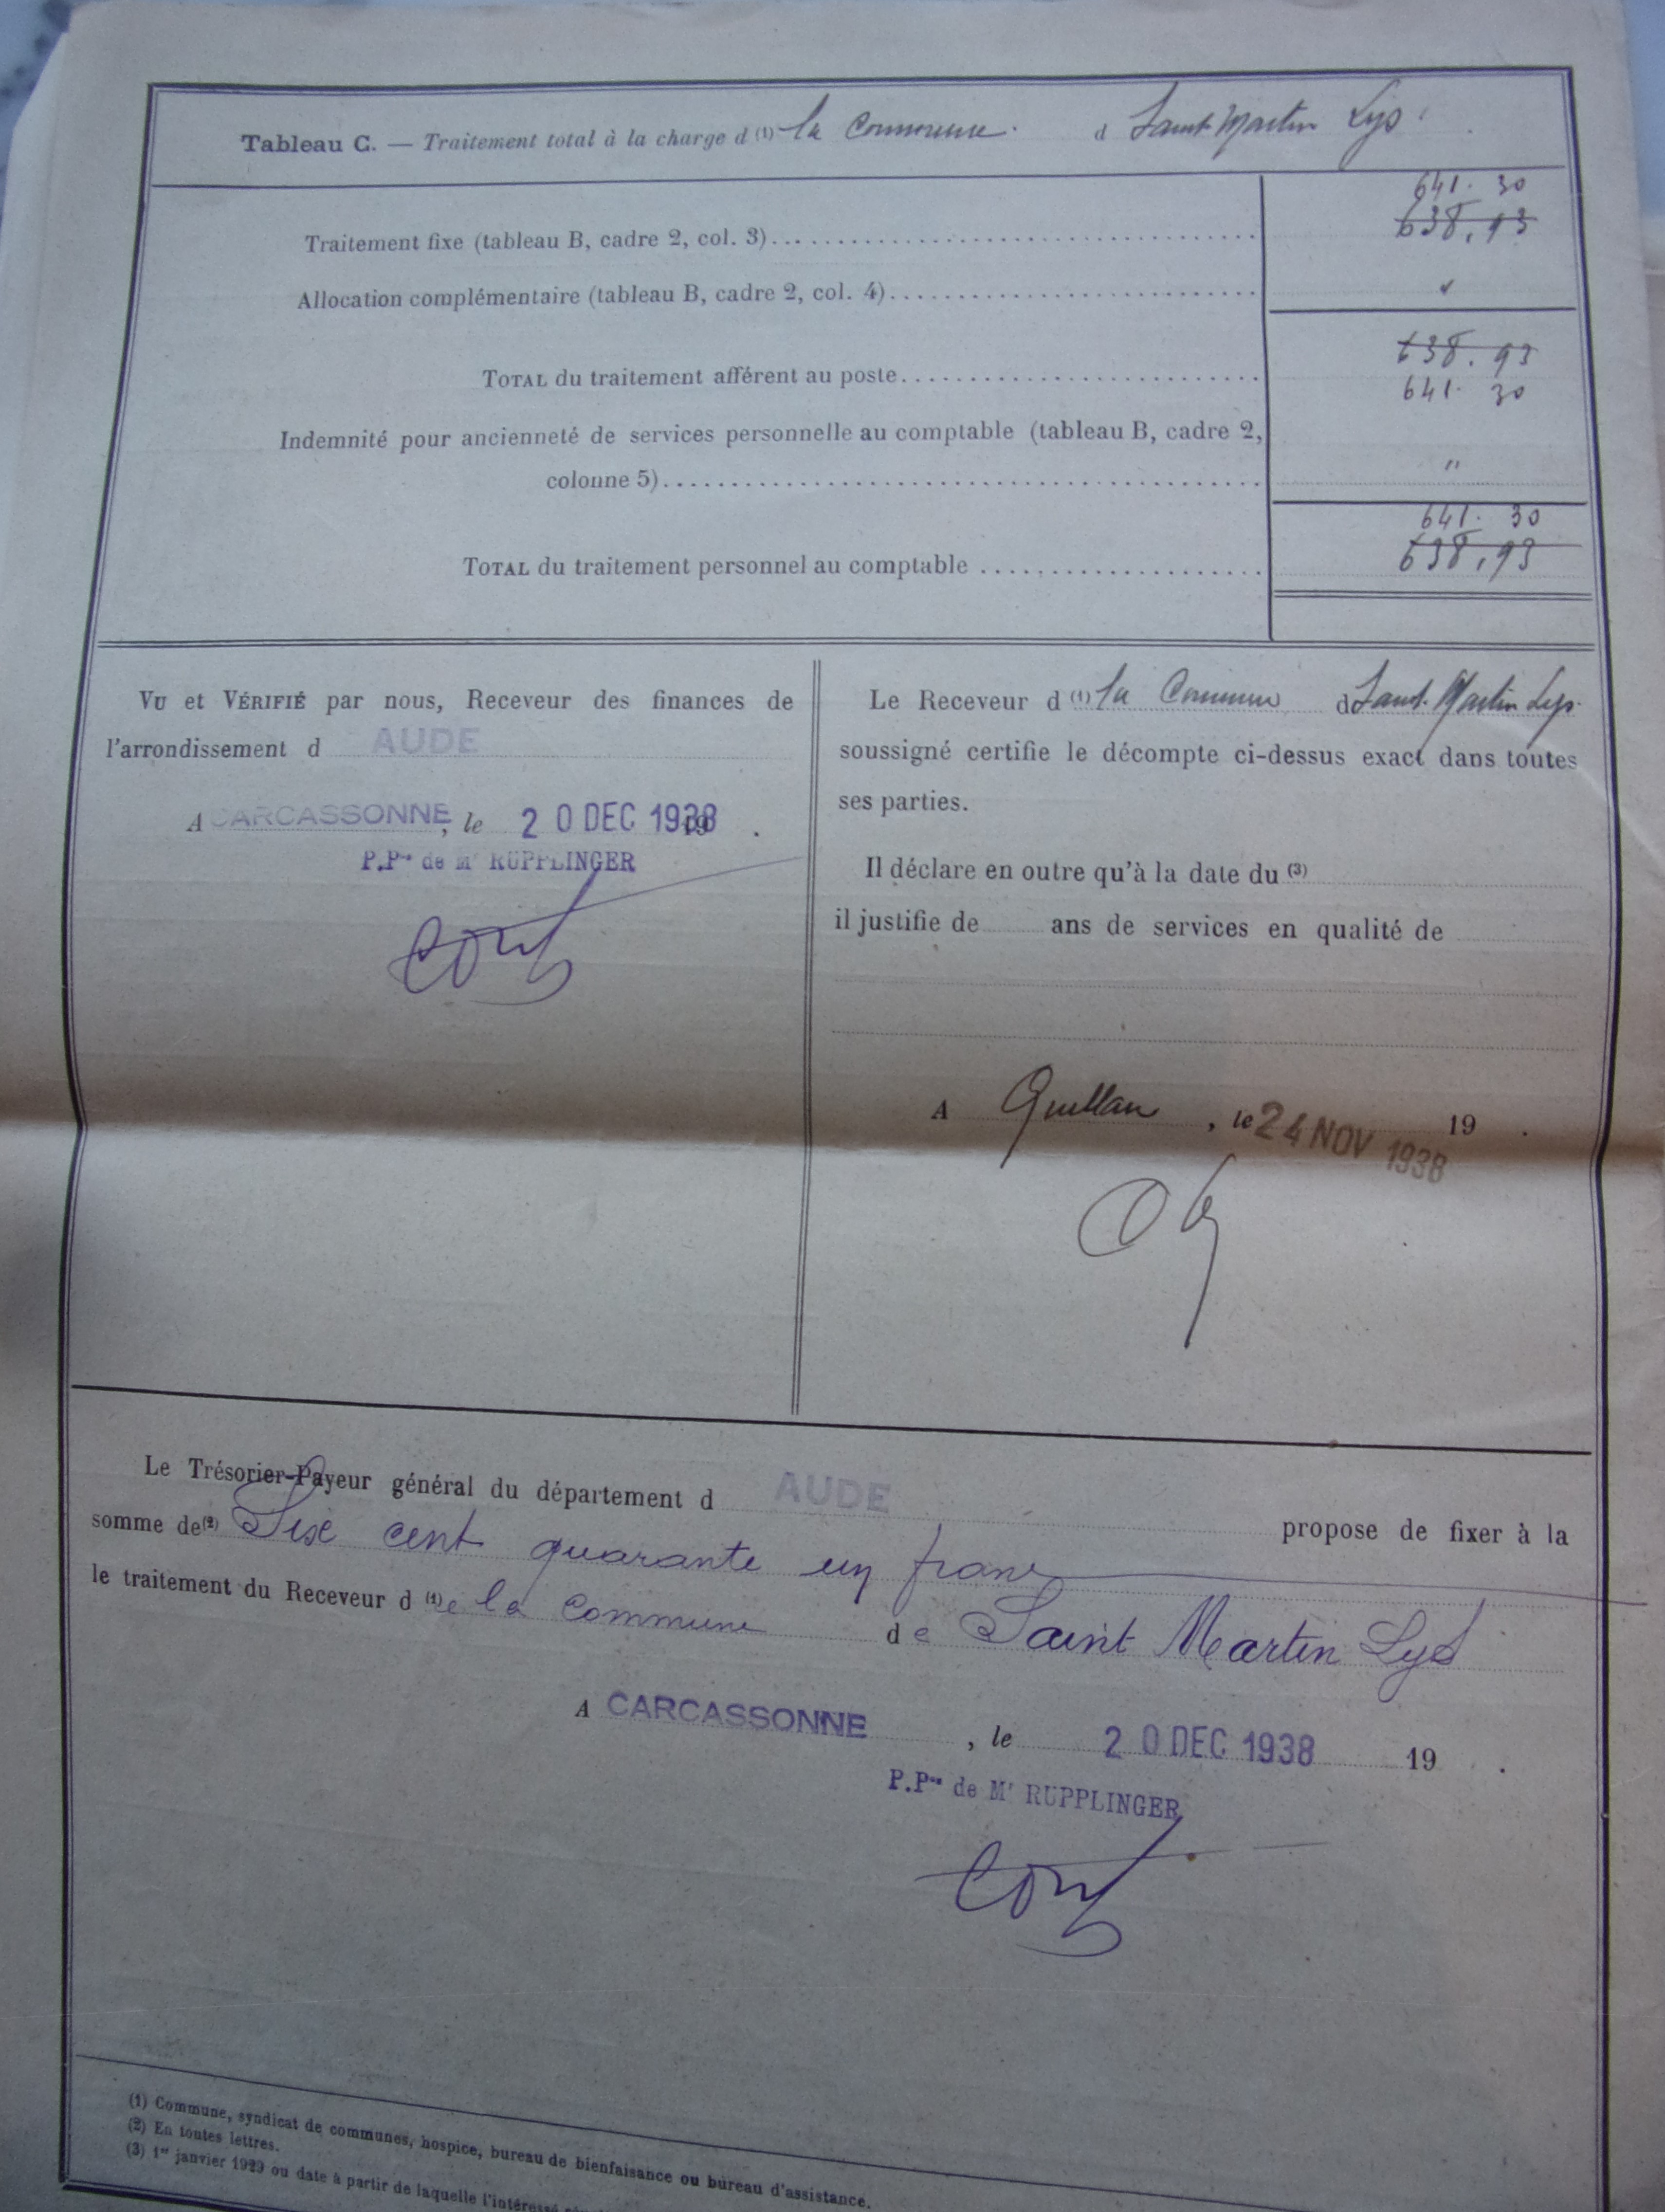 Tableau C. — Traitement total à la charge d (1) la Commune. d Saint Martin Lys
641. 30
Traitement fixe (tableau B, cadre 2, col. 3) 638,93
Allocation complémentaire (tableau B, cadre 2, col. 4)
638.93
TOTAL du traitement afférent au poste 641. 30
Indemnité pour ancienneté de services personnelle au comptable (tableau B, cadre 2,
colonne 5) "
641. 30
TOTAL du traitement personnel au comptable 638,93
VU et VÉRIFIÉ par nous, Receveur des finances de
l'arrondissement d AUDE
A CARCASSONNE, le 20 DEC 1938 19 .
P.P.on de Mr RUPPLINGER
Le Receveur d (1) la Commune d Saint Martin Lys
soussigné certifie le décompte ci-dessus exact dans toutes
ses parties.
Il déclare en outre qu'à la date du (3)
il justifie de ans de services en qualité de
A Quillan , le 24 NOV 1938 19 .
Le Trésorier-Payeur général du département d AUDE propose de fixer à la
somme de (2) Six cent quarante un francs
le traitement du Receveur d (1) e la commune de Saint Martin Lys
A CARCASSONNE , le 20 DEC 1938 19 .
P.P.on de Mr RUPPLINGER
(1) Commune, syndicat de communes, hospice, bureau de bienfaisance ou bureau d'assistance.
(2) En toutes lettres.
(3) 1er janvier 1929 ou date à partir de laquelle l'intéressé